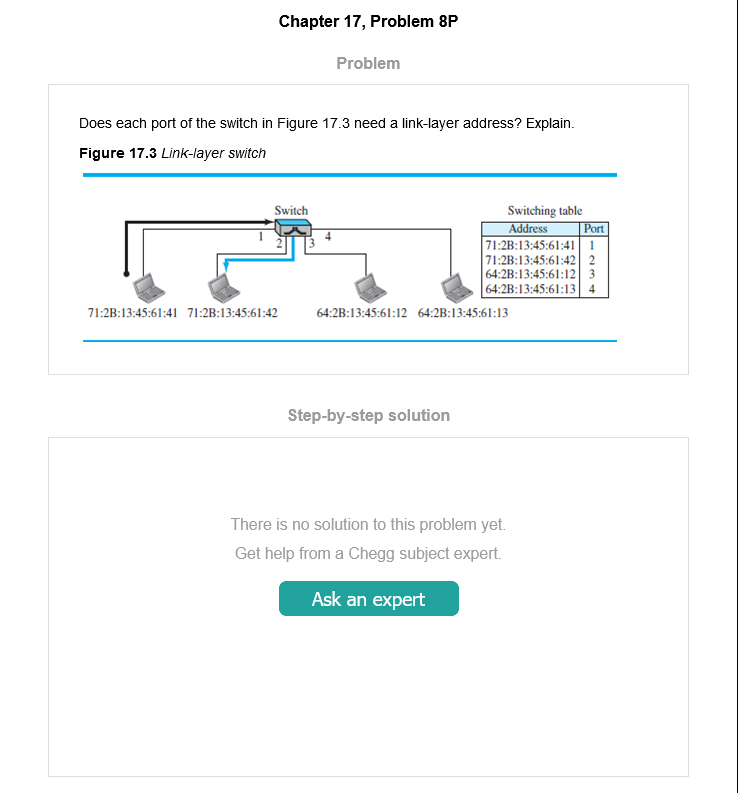 Chapter 17, Problem 8P
Problem
Does each port of the switch in Figure 17.3 need a link-layer address? Explain.
Figure 17.3 Link-layer switch
Switch
1
2
3
4
71:2B:13:45:61:41 71:2B:13:45:61:42 64:2B:13:45:61:12 64:2B:13:45:61:13
Switching table
Address Port
71:2B:13:45:61:41 1
71:2B:13:45:61:42 2
64:2B:13:45:61:12 3
64:2B:13:45:61:13 4
Step-by-step solution
There is no solution to this problem yet.
Get help from a Chegg subject expert.
Ask an expert